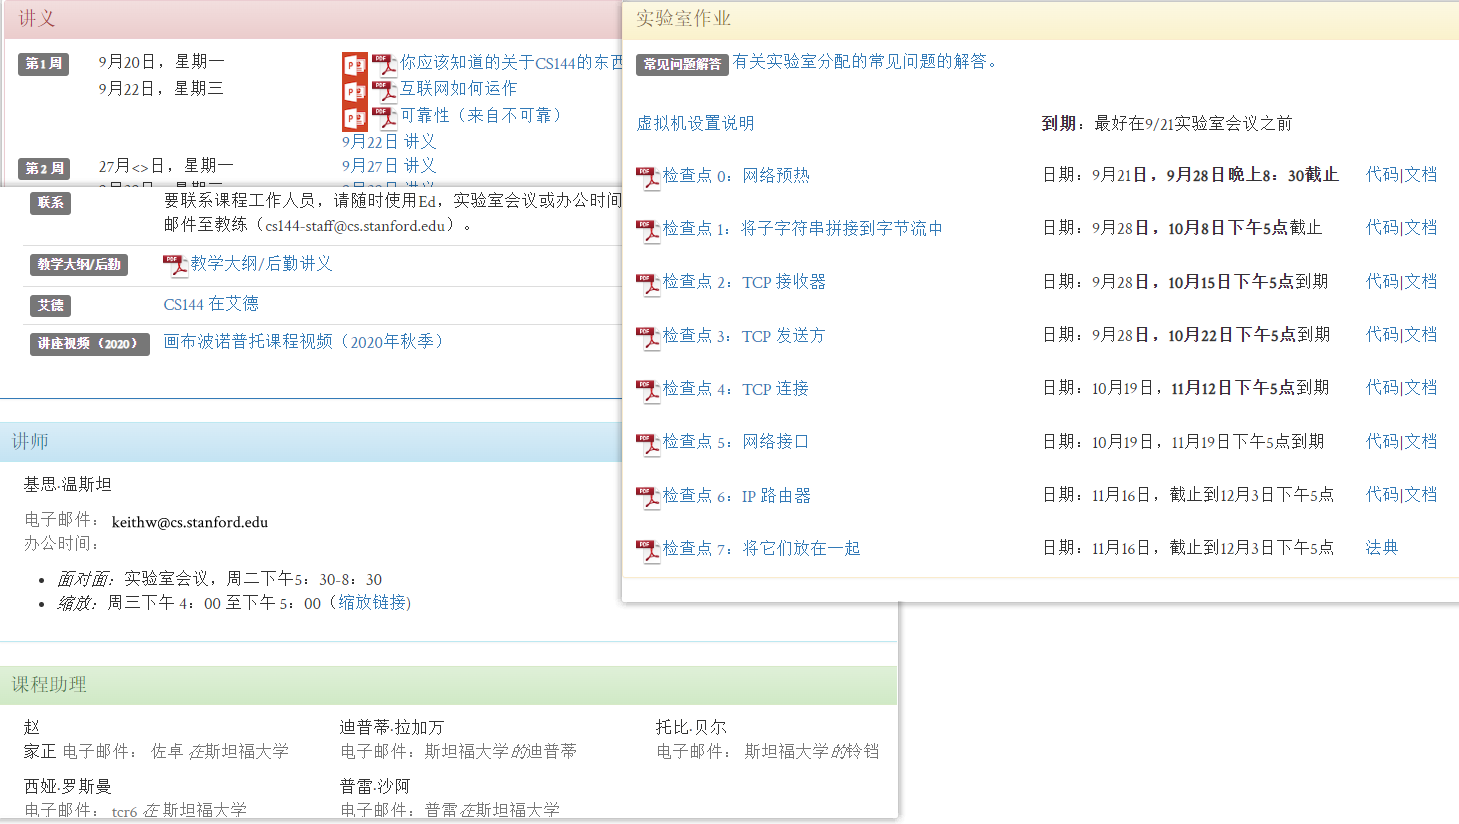 讲义
第1周 9月20日，星期一 你应该知道的关于CS144的东西
9月22日，星期三 互联网如何运作
可靠性（来自不可靠）
9月22日 讲义
第2周 27月<>日，星期一 9月27日 讲义
联系 要联系课程工作人员，请随时使用Ed，实验室会议或办公时间
邮件至教练（cs144-staff@cs.stanford.edu）。
教学大纲/后勤 教学大纲/后勤讲义
艾德 CS144 在艾德
讲座视频（2020） 画布波诺普托课程视频（2020年秋季）
讲师
基思·温斯坦
电子邮件： keithw@cs.stanford.edu
办公时间：
• 面对面：实验室会议，周二下午5：30-8：30
• 缩放：周三下午 4：00 至下午 5：00（缩放链接)
实验室作业
常见问题解答 有关实验室分配的常见问题的解答。
虚拟机设置说明 到期：最好在9/21实验室会议之前
检查点 0：网络预热 日期：9月21日，9月28日晚上8：30截止 代码|文档
检查点 1：将子字符串拼接到字节流中 日期：9月28日，10月8日下午5点截止 代码|文档
检查点 2：TCP 接收器 日期：9月28日，10月15日下午5点到期 代码|文档
检查点 3：TCP 发送方 日期：9月28日，10月22日下午5点到期 代码|文档
检查点 4：TCP 连接 日期：10月19日，11月12日下午5点到期 代码|文档
检查点 5：网络接口 日期：10月19日，11月19日下午5点到期 代码|文档
检查点 6：IP 路由器 日期：11月16日，截止到12月3日下午5点 代码|文档
检查点 7：将它们放在一起 日期：11月16日，截止到12月3日下午5点 法典
课程助理
赵 迪普蒂·拉加万 托比·贝尔
家正 电子邮件： 佐卓 在斯坦福大学 电子邮件：斯坦福大学的迪普蒂 电子邮件： 斯坦福大学的铃铛
西娅·罗斯曼 普雷·沙阿
电子邮件： tcr6 在 斯坦福大学 电子邮件：普雷在斯坦福大学